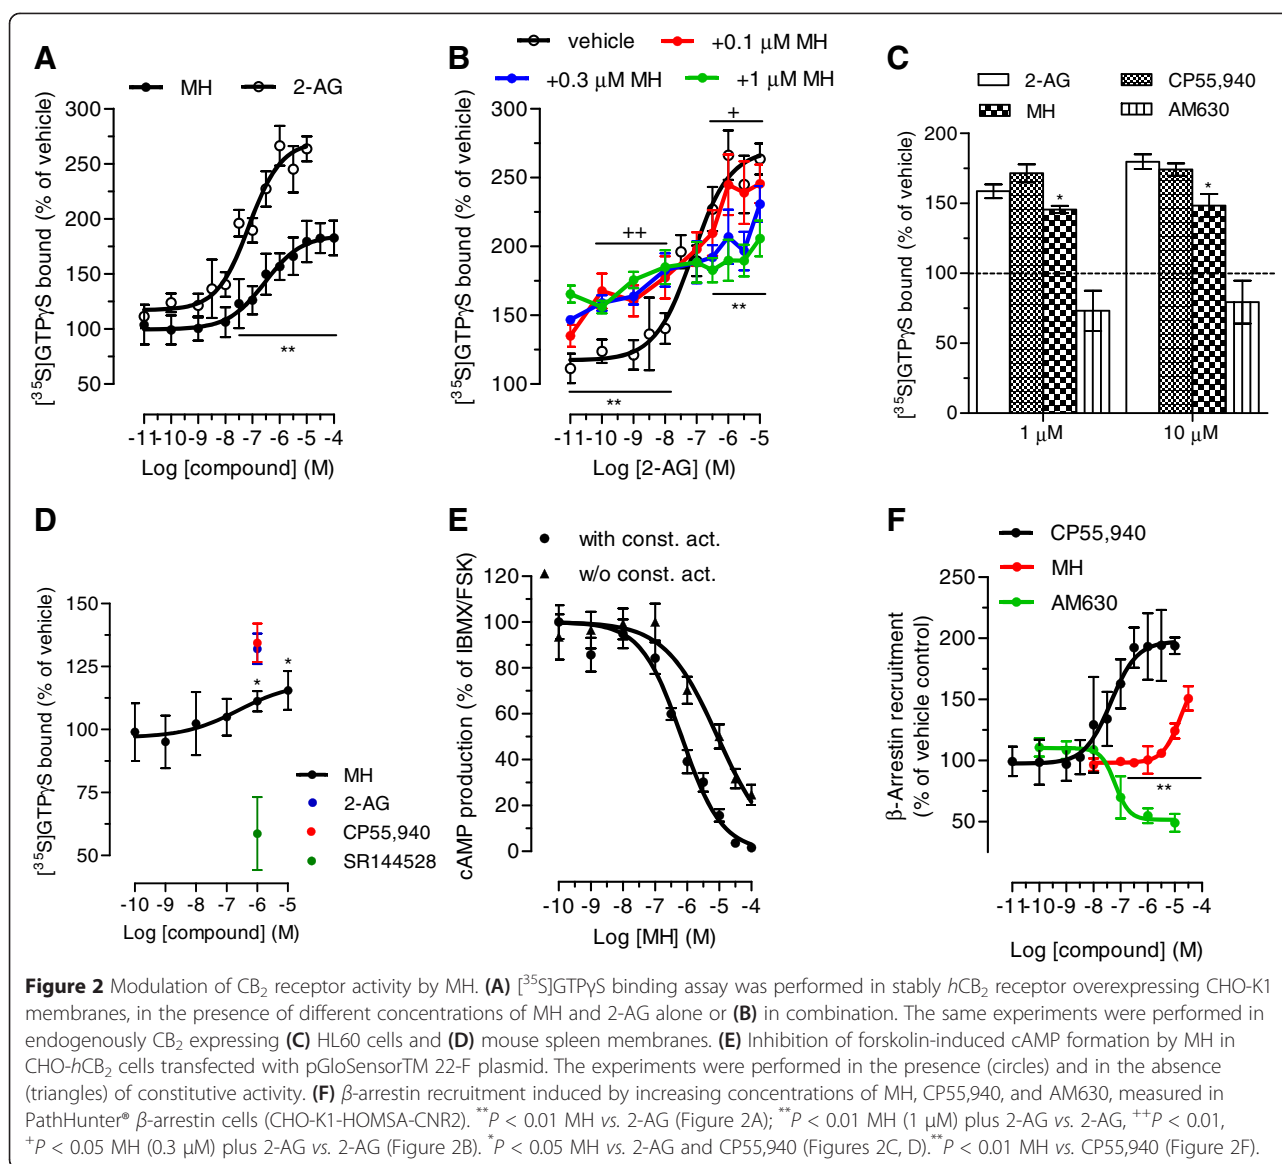 A
MH 2-AG
[³⁵S]GTPγS bound (% of vehicle)
300
250
200
150
100
50
**
-11 -10 -9 -8 -7 -6 -5 -4
Log [compound] (M)
B
vehicle +0.1 μM MH
+0.3 μM MH +1 μM MH
[³⁵S]GTPγS bound (% of vehicle)
300
250
200
150
100
+
++
**
**
-11 -10 -9 -8 -7 -6 -5
Log [2-AG] (M)
C
2-AG CP55,940
MH AM630
[³⁵S]GTPγS bound (% of vehicle)
200
150
100
50
0
* *
1 μM 10 μM
D
[³⁵S]GTPγS bound (% of vehicle)
150
125
100
75
50
* *
MH
2-AG
CP55,940
SR144528
-10 -9 -8 -7 -6 -5
Log [compound] (M)
E
with const. act.
w/o const. act.
cAMP production (% of IBMX/FSK)
120
100
80
60
40
20
0
-10 -9 -8 -7 -6 -5 -4
Log [MH] (M)
F
CP55,940
MH
AM630
β-Arrestin recruitment
(% of vehicle control)
250
200
150
100
50
**
-11 -10 -9 -8 -7 -6 -5 -4
Log [compound] (M)
Figure 2 Modulation of CB₂ receptor activity by MH. (A) [³⁵S]GTPγS binding assay was performed in stably hCB₂ receptor overexpressing CHO-K1
membranes, in the presence of different concentrations of MH and 2-AG alone or (B) in combination. The same experiments were performed in
endogenously CB₂ expressing (C) HL60 cells and (D) mouse spleen membranes. (E) Inhibition of forskolin-induced cAMP formation by MH in
CHO-hCB₂ cells transfected with pGloSensorTM 22-F plasmid. The experiments were performed in the presence (circles) and in the absence
(triangles) of constitutive activity. (F) β-arrestin recruitment induced by increasing concentrations of MH, CP55,940, and AM630, measured in
PathHunter® β-arrestin cells (CHO-K1-HOMSA-CNR2). **P < 0.01 MH vs. 2-AG (Figure 2A); **P < 0.01 MH (1 μM) plus 2-AG vs. 2-AG, ++P < 0.01,
+P < 0.05 MH (0.3 μM) plus 2-AG vs. 2-AG (Figure 2B). *P < 0.05 MH vs. 2-AG and CP55,940 (Figures 2C, D).**P < 0.01 MH vs. CP55,940 (Figure 2F).